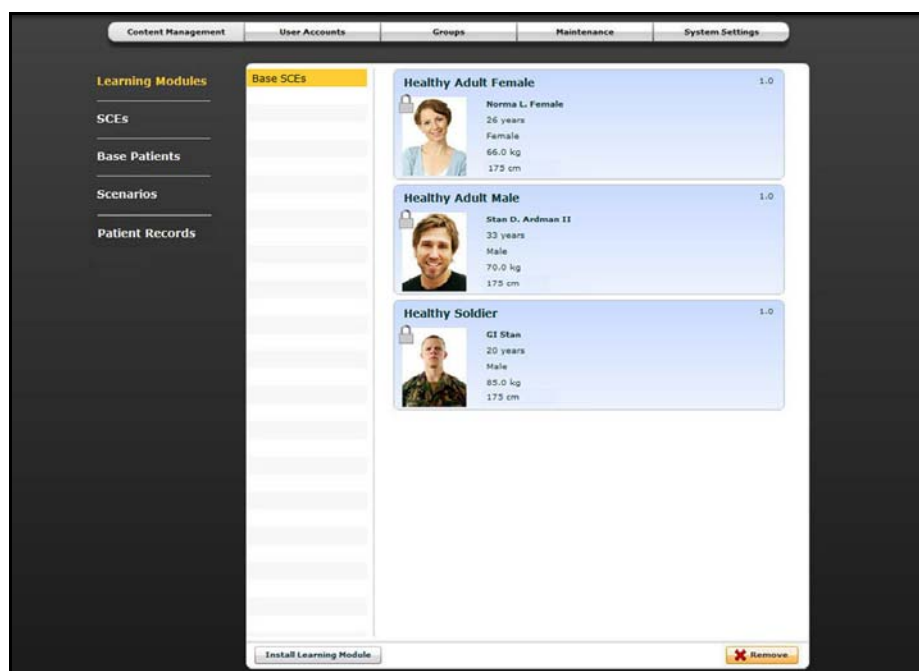 Content Management User Accounts Groups Maintenance System Settings
Learning Modules
SCEs
Base Patients
Scenarios
Patient Records
Base SCEs
Healthy Adult Female 1.0
Norma L. Female
26 years
Female
66.0 kg
175 cm
Healthy Adult Male 1.0
Stan D. Ardman II
33 years
Male
70.0 kg
175 cm
Healthy Soldier 1.0
GI Stan
20 years
Male
85.0 kg
175 cm
Install Learning Module
Remove